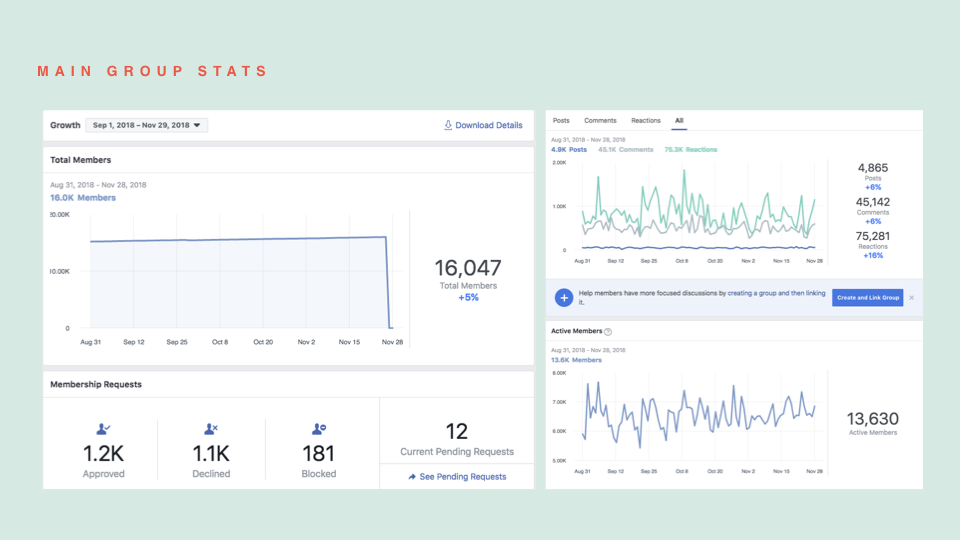 MAIN GROUP STATS
Growth
Sep 1, 2018 – Nov 29, 2018
Download Details
Total Members
Aug 31, 2018 - Nov 28, 2018
16.0K Members
20.00K
10.00K
0
Aug 31 Sep 12 Sep 25 Oct 8 Oct 20 Nov 2 Nov 15 Nov 28
16,047
Total Members
+5%
Membership Requests
1.2K
Approved
1.1K
Declined
181
Blocked
12
Current Pending Requests
See Pending Requests
Posts Comments Reactions All
Aug 31, 2018 - Nov 28, 2018
4.9K Posts 45.1K Comments 75.3K Reactions
2.00K
1.00K
0
Aug 31 Sep 12 Sep 25 Oct 8 Oct 20 Nov 2 Nov 15 Nov 28
4,865
Posts
+6%
45,142
Comments
+6%
75,281
Reactions
+16%
Help members have more focused discussions by creating a group and then linking
it.
Create and Link Group
Active Members
Aug 31, 2018 - Nov 28, 2018
13.6K Members
8.00K
7.00K
6.00K
5.00K
Aug 31 Sep 12 Sep 25 Oct 8 Oct 20 Nov 2 Nov 15 Nov 28
13,630
Active Members